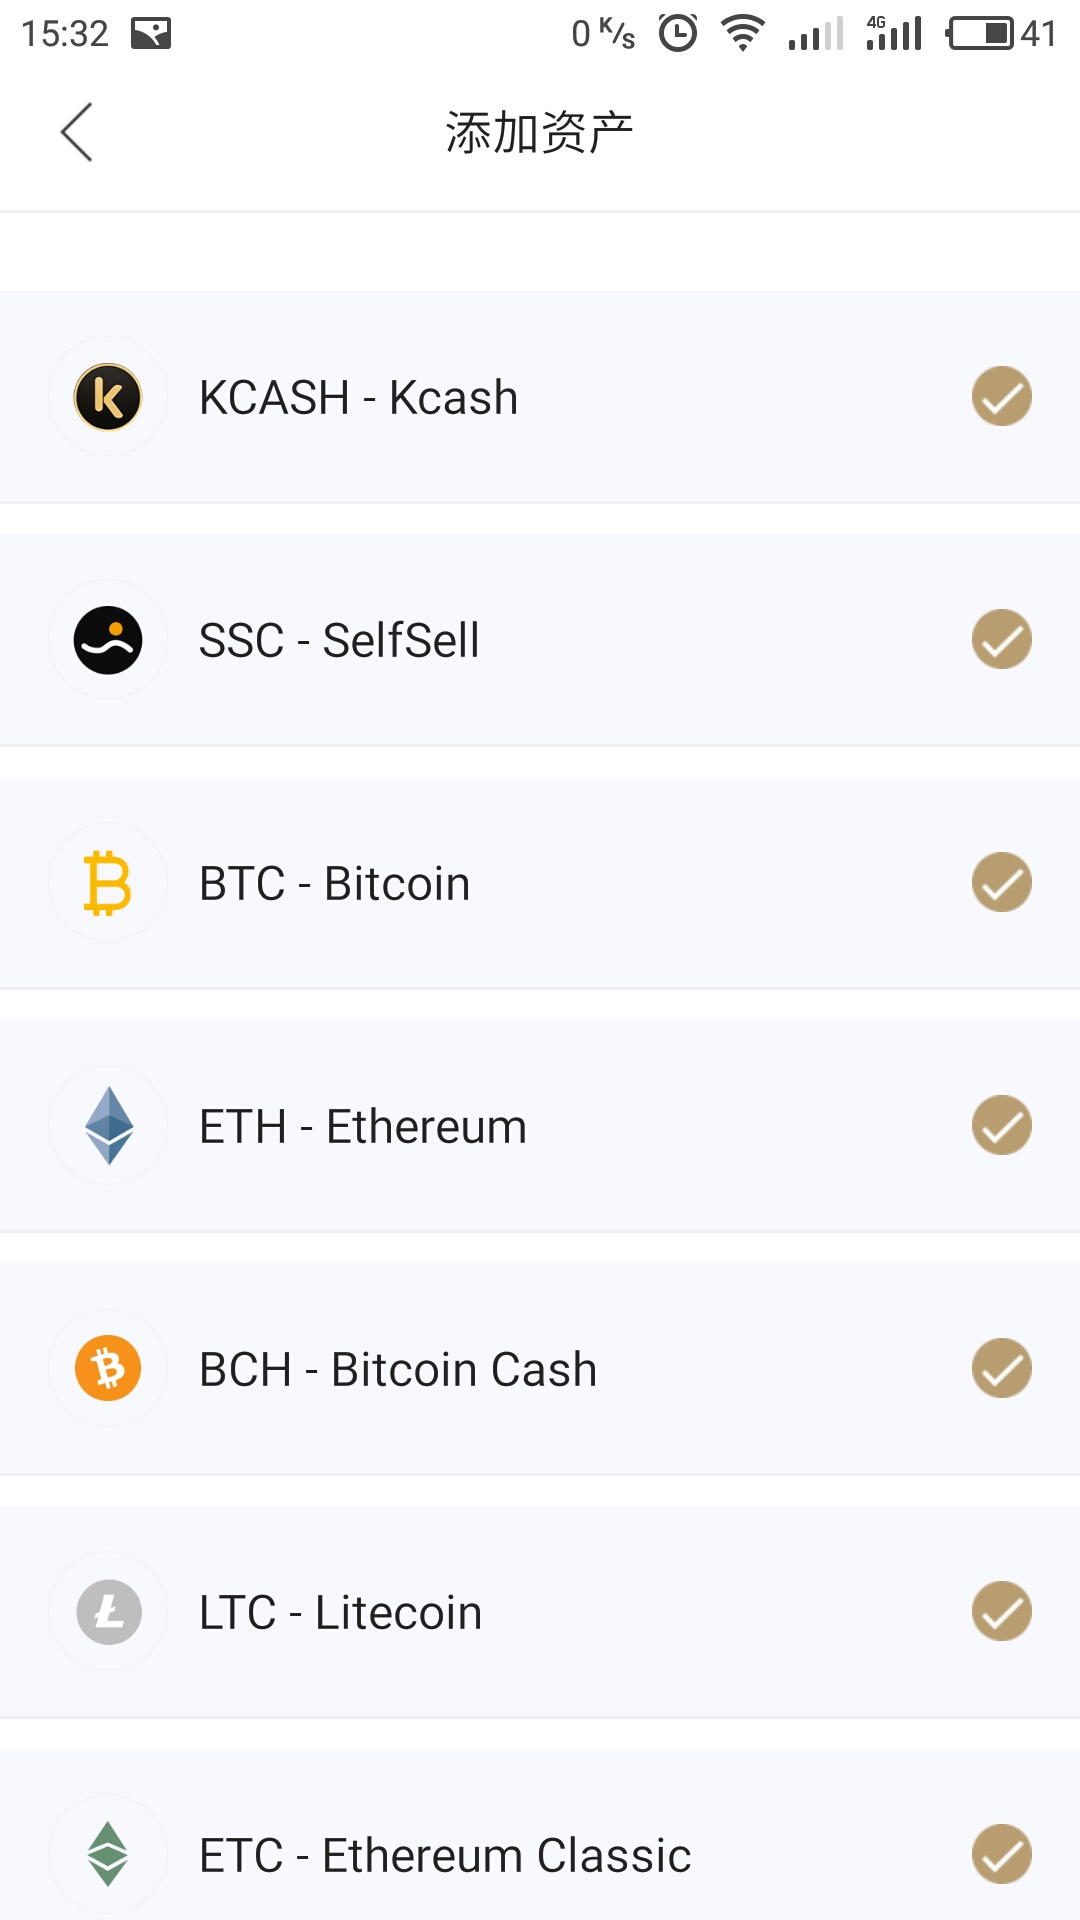 15:32 0 K/s 4G 41
添加资产
KCASH - Kcash
SSC - SelfSell
BTC - Bitcoin
ETH - Ethereum
BCH - Bitcoin Cash
LTC - Litecoin
ETC - Ethereum Classic